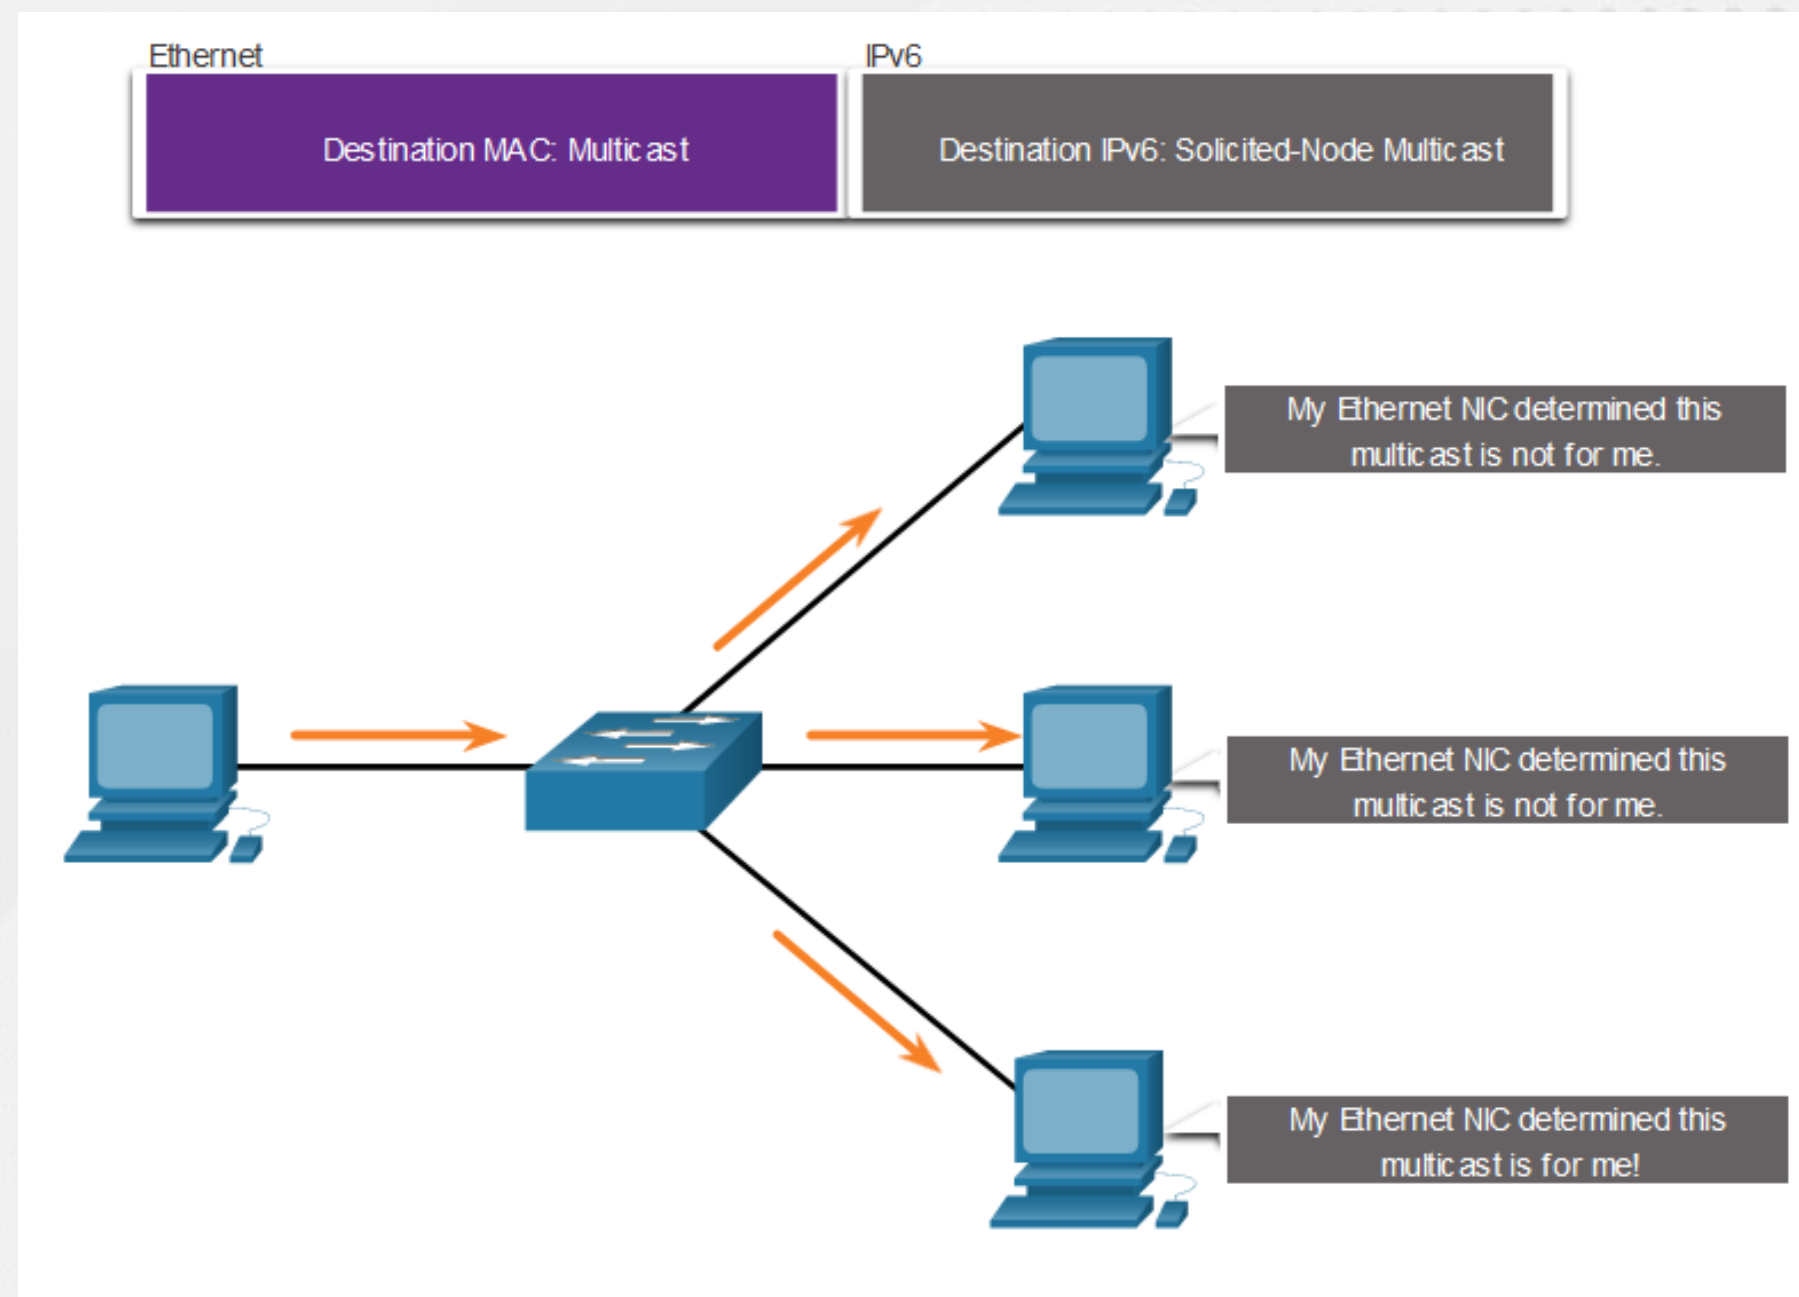 Ethernet
IPv6
Destination MAC: Multicast
Destination IPv6: Solicited-Node Multicast
My Ethernet NIC determined this
multicast is not for me.
My Ethernet NIC determined this
multicast is not for me.
My Ethernet NIC determined this
multicast is for me!